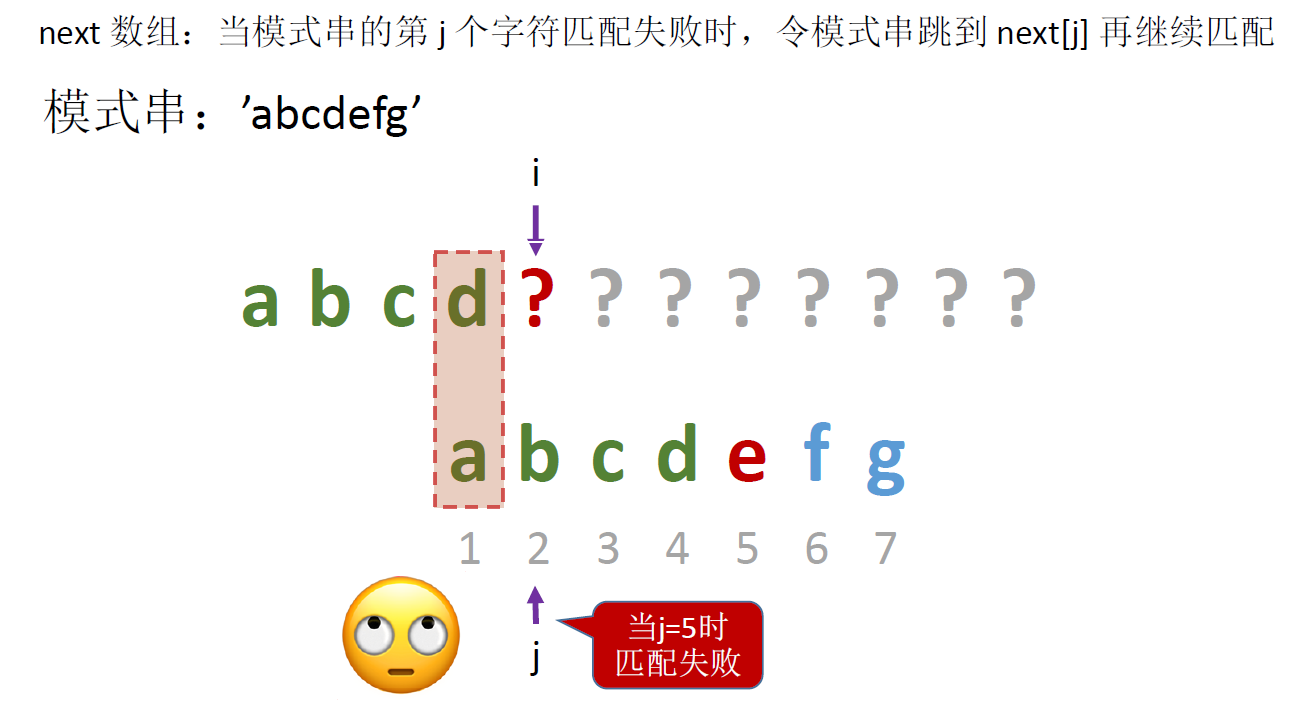 next 数组：当模式串的第 j 个字符匹配失败时，令模式串跳到 next[j] 再继续匹配
模式串：’abcdefg’
i
a b c d ? ? ? ? ? ? ? ?
a b c d e f g
1 2 3 4 5 6 7
j
当j=5时
匹配失败